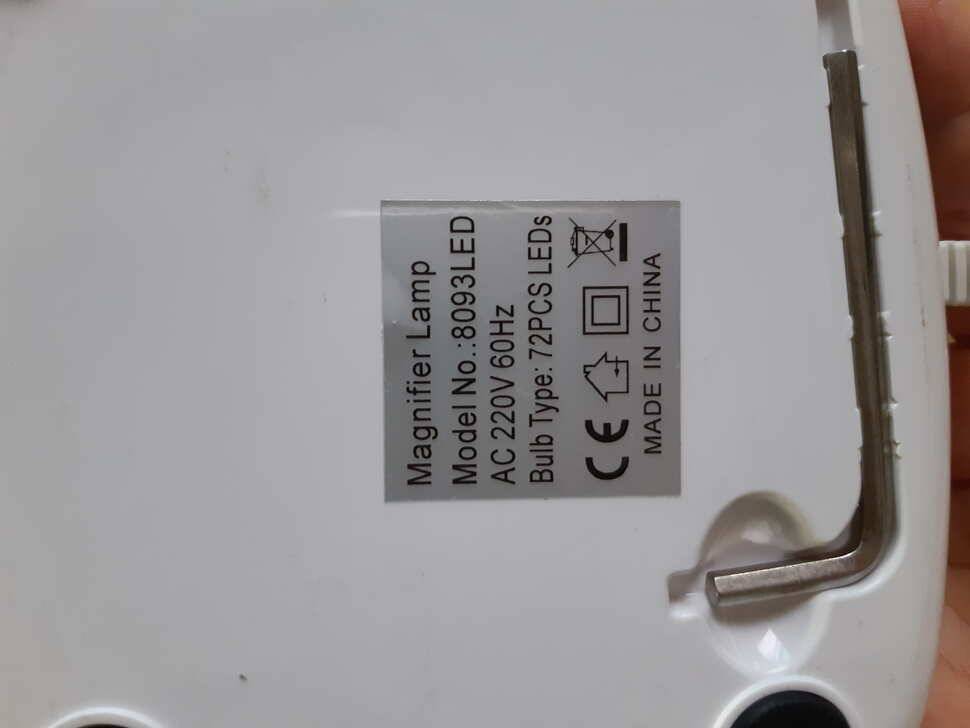 Magnifier Lamp
Model No.:8093LED
AC 220V 60Hz
Bulb Type: 72PCS LEDs
CE
MADE IN CHINA